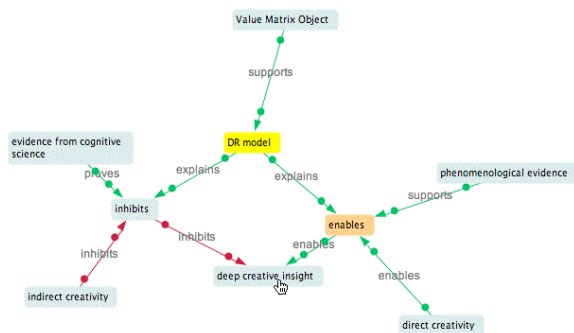 Value Matrix Object
supports
DR model
evidence from cognitive
science
proves
explains
explains
phenomenological evidence
supports
inhibits
enables
inhibits
inhibits
enables
deep creative insight
enables
indirect creativity
direct creativity